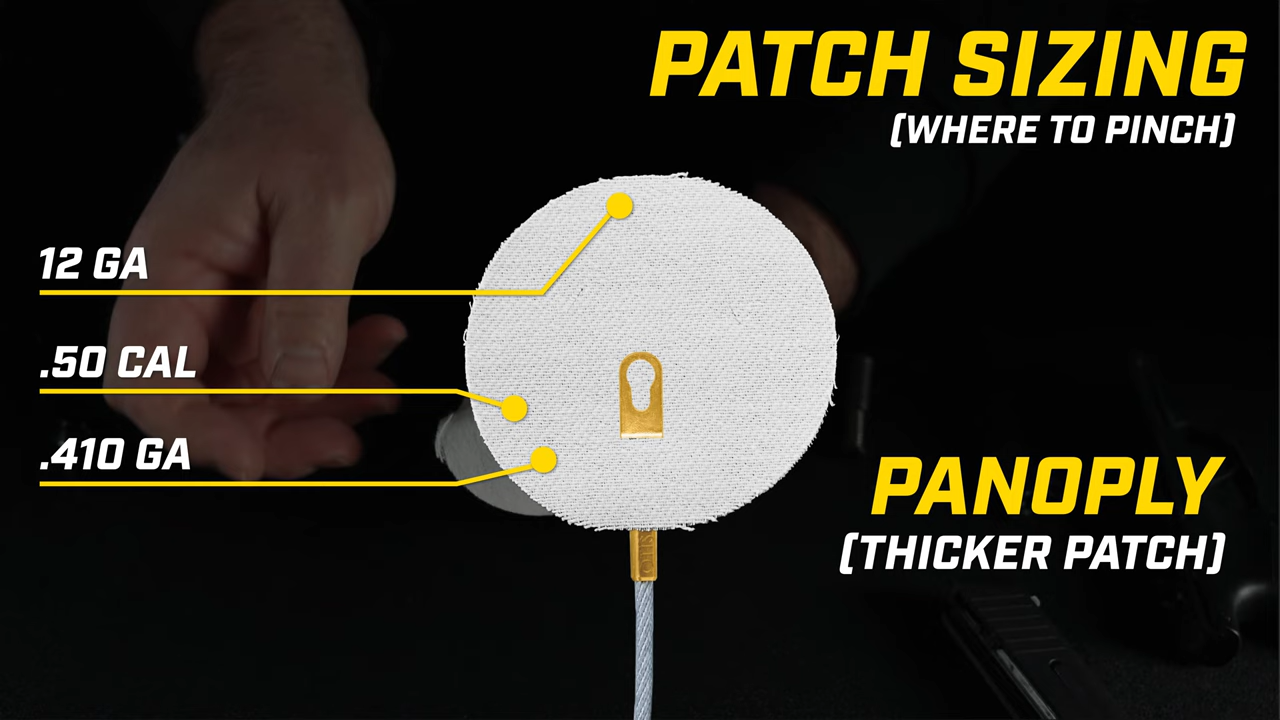 PATCH SIZING
(WHERE TO PINCH)
12 GA
.50 CAL
.410 GA
PANOPLY
(THICKER PATCH)